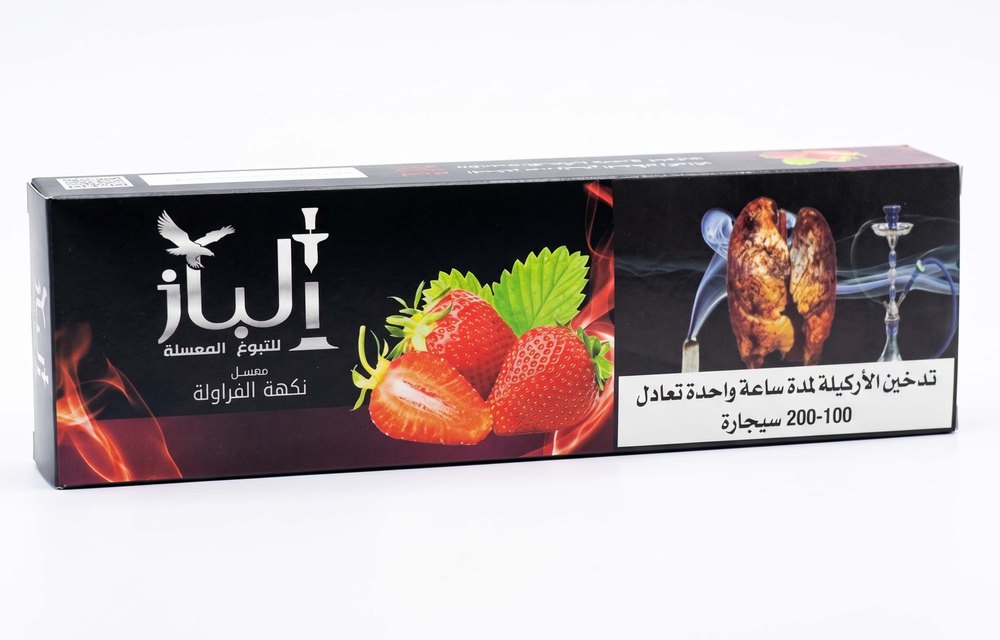 الباز
للتبوغ المعسلة
معسل
نكهة الفراولة
تدخين الأركيلة لمدة ساعة واحدة تعادل
100-200 سيجارة